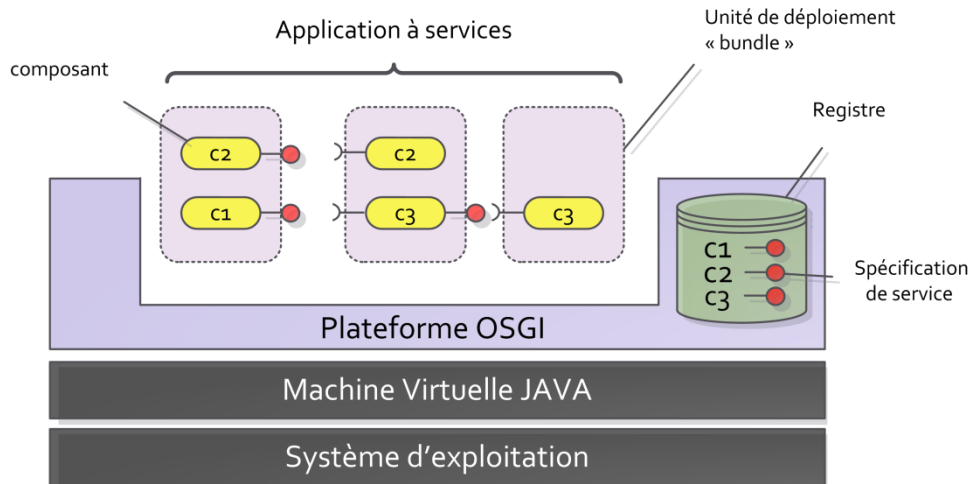 Application à services
Unité de déploiement
« bundle »
composant
Registre
c2
c2
c1
c3
c3
C1
C2
C3
Spécification
de service
Plateforme OSGI
Machine Virtuelle JAVA
Système d'exploitation